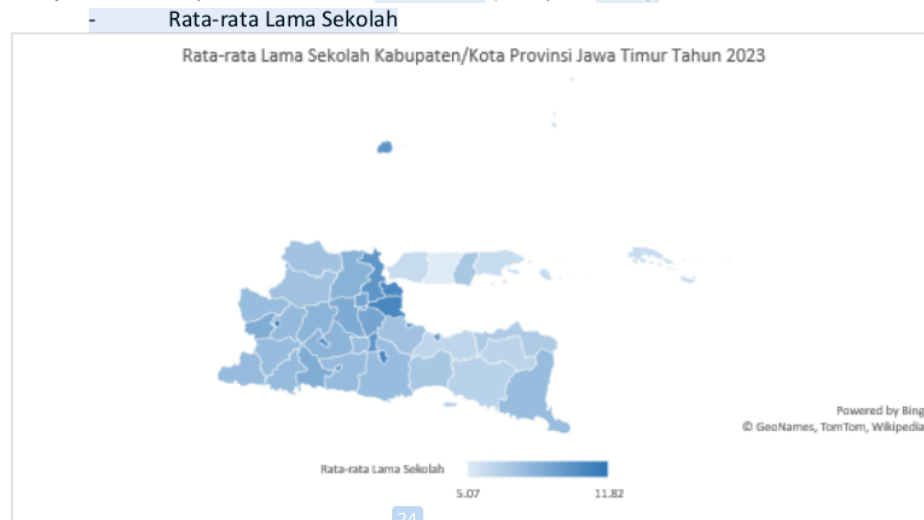 - Rata-rata Lama Sekolah
Rata-rata Lama Sekolah Kabupaten/Kota Provinsi Jawa Timur Tahun 2023
Powered by Bing
© GeoNames, TomTom, Wikipedia
Rata-rata Lama Sekolah
5.07 11.82
24